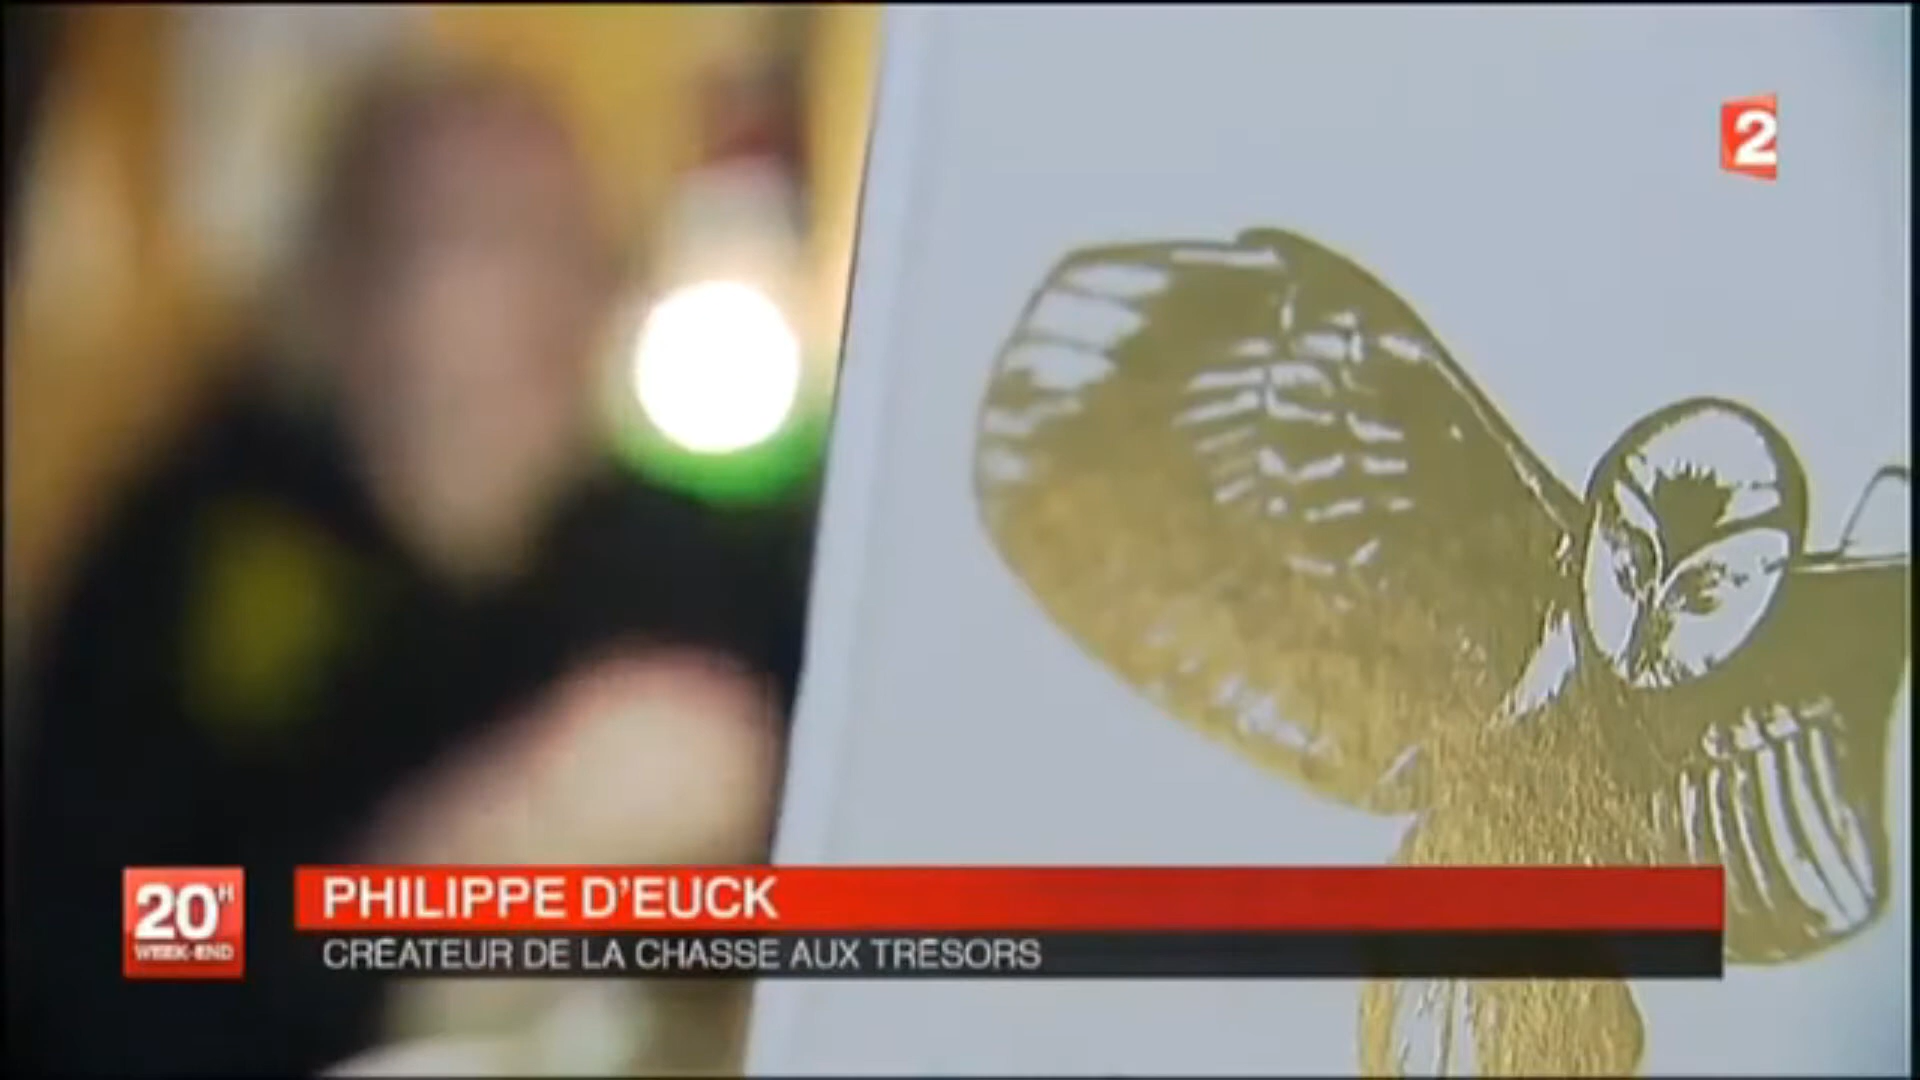 2
20H
WEEK-END
PHILIPPE D'EUCK
CRÉATEUR DE LA CHASSE AUX TRÉSORS